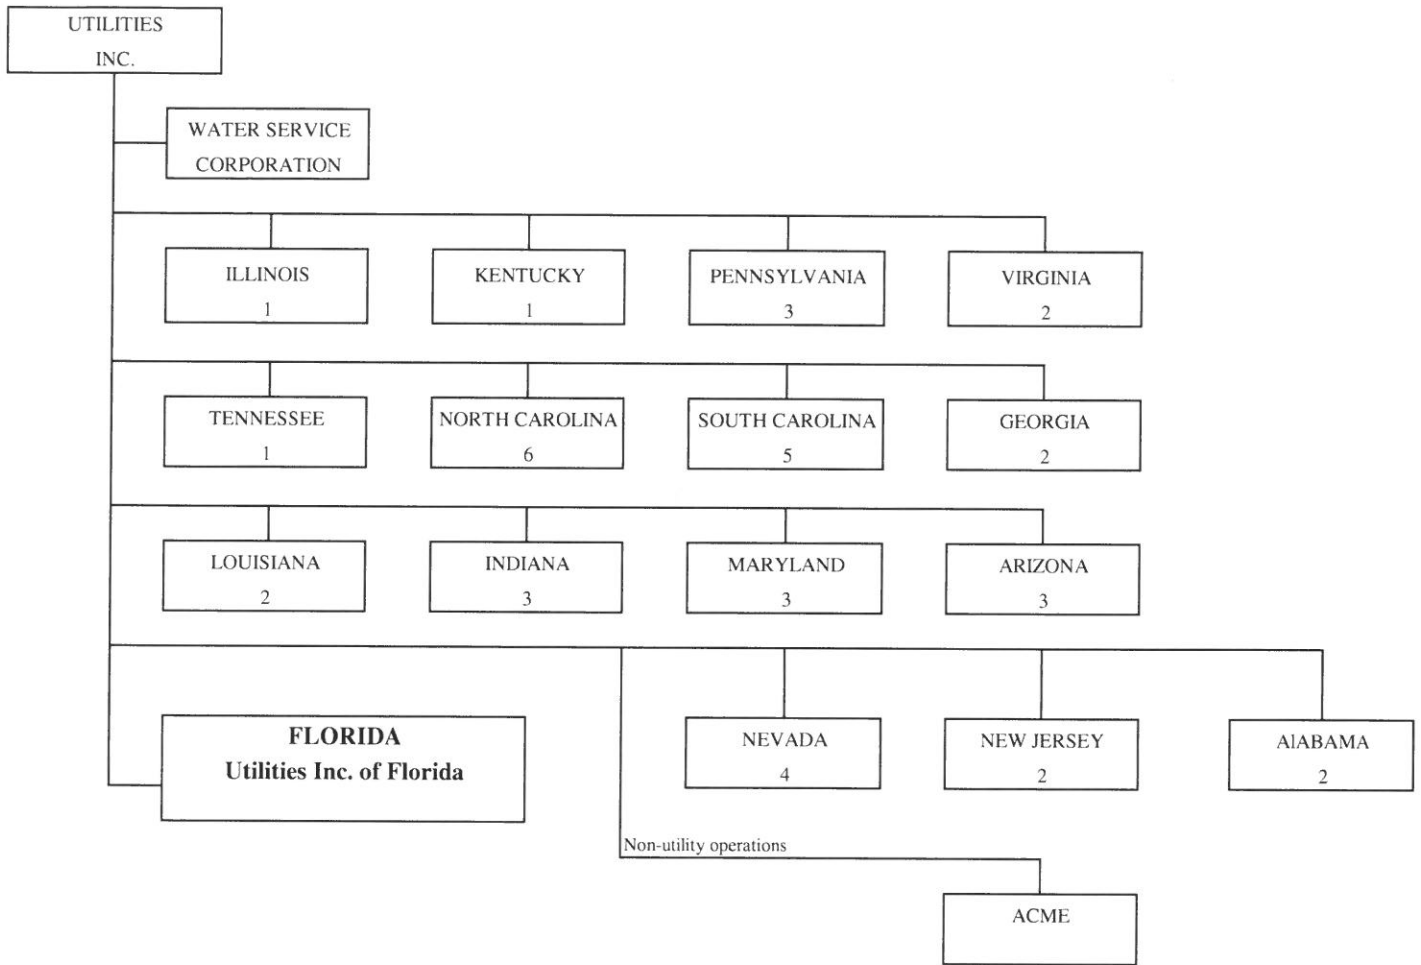 UTILITIES
INC.
WATER SERVICE
CORPORATION
ILLINOIS
1
KENTUCKY
1
PENNSYLVANIA
3
VIRGINIA
2
TENNESSEE
1
NORTH CAROLINA
6
SOUTH CAROLINA
5
GEORGIA
2
LOUISIANA
2
INDIANA
3
MARYLAND
3
ARIZONA
3
FLORIDA
Utilities Inc. of Florida
NEVADA
4
NEW JERSEY
2
AlABAMA
2
Non-utility operations
ACME